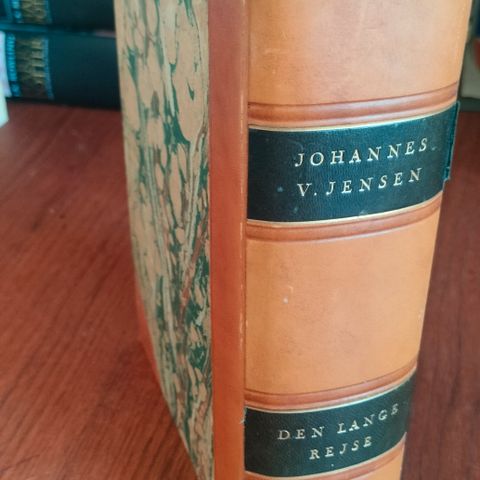 JOHANNES
V. JENSEN
DEN LANGE
REJSE